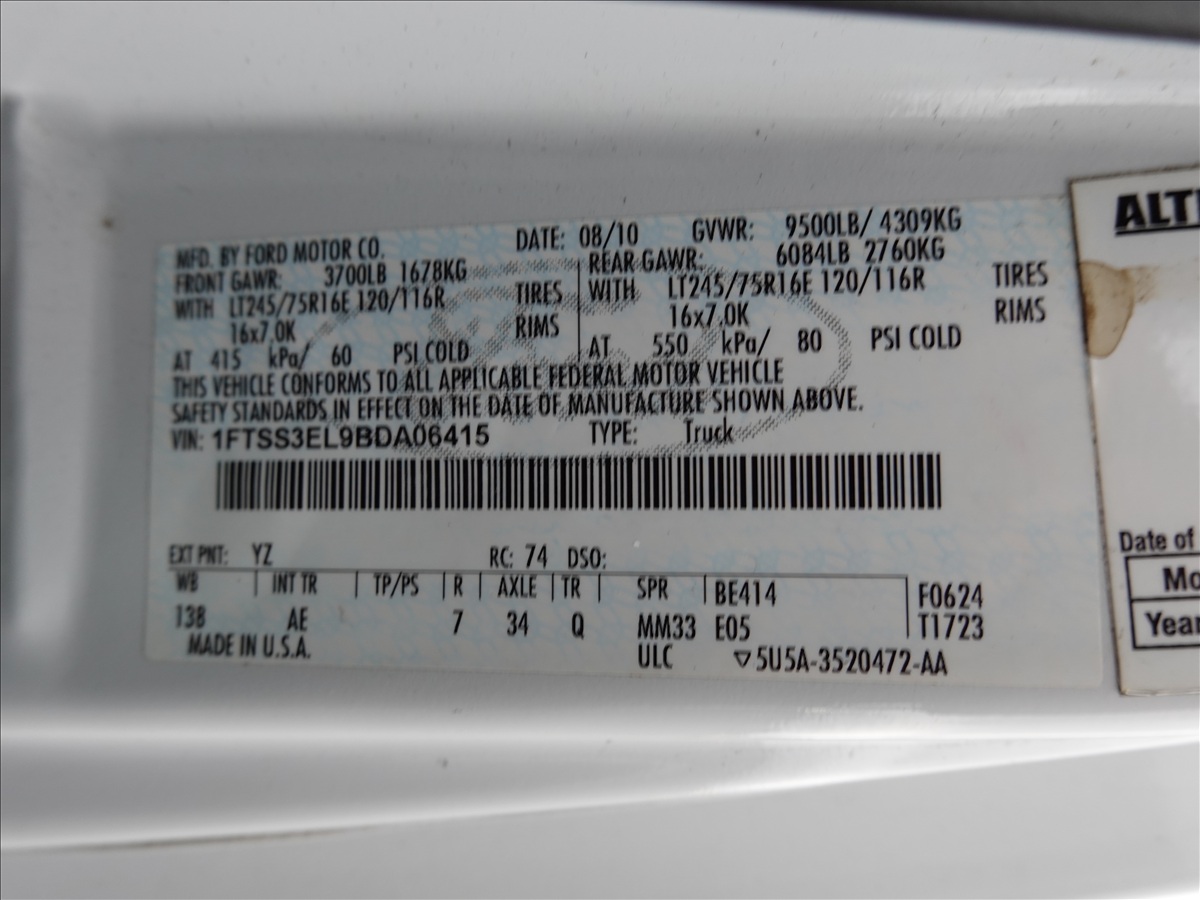 MFD. BY FORD MOTOR CO. DATE: 08/10 GVWR: 9500LB/ 4309KG
FRONT GAWR: 3700LB 1678KG REAR GAWR: 6084LB 2760KG
WITH LT245/75R16E 120/116R TIRES WITH LT245/75R16E 120/116R TIRES
16x7.0K RIMS 16x7.0K RIMS
AT 415 kPa/ 60 PSI COLD AT 550 kPa/ 80 PSI COLD
THIS VEHICLE CONFORMS TO ALL APPLICABLE FEDERAL MOTOR VEHICLE
SAFETY STANDARDS IN EFFECT ON THE DATE OF MANUFACTURE SHOWN ABOVE.
VIN: 1FTSS3EL9BDA06415 TYPE: Truck
EXT PNT: YZ RC: 74 DSO:
WB | INT TR | TP/PS | R | AXLE | TR | SPR BE414 F0624
138 AE 7 34 Q MM33 E05 T1723
MADE IN U.S.A. ULC ▽5U5A-3520472-AA
ALT
Date of
Mo
Year